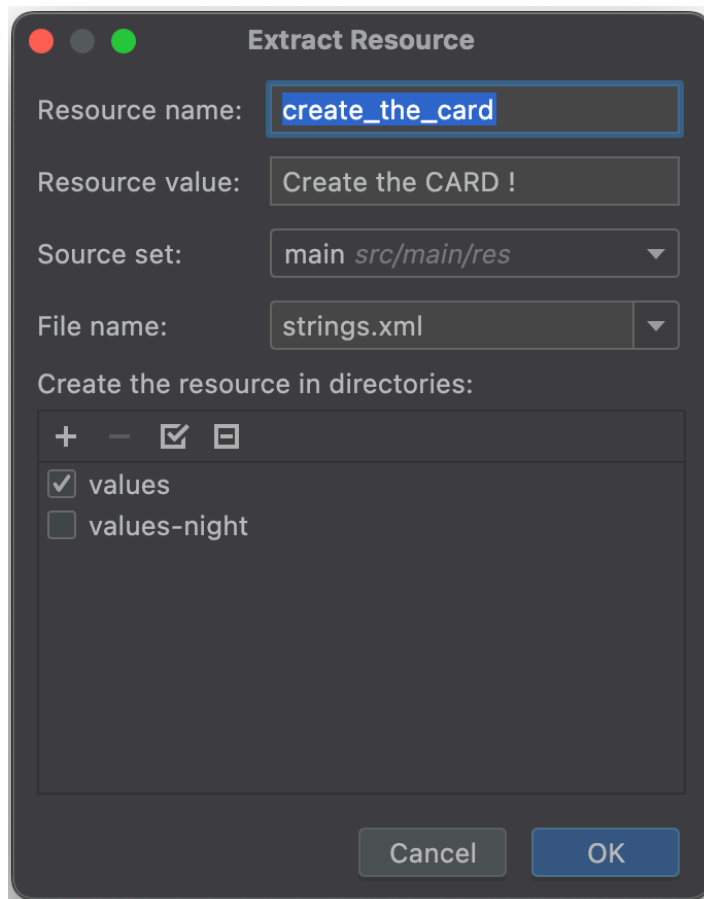 Extract Resource
Resource name: create_the_card
Resource value: Create the CARD !
Source set: main src/main/res
File name: strings.xml
Create the resource in directories:
values
values-night
Cancel OK